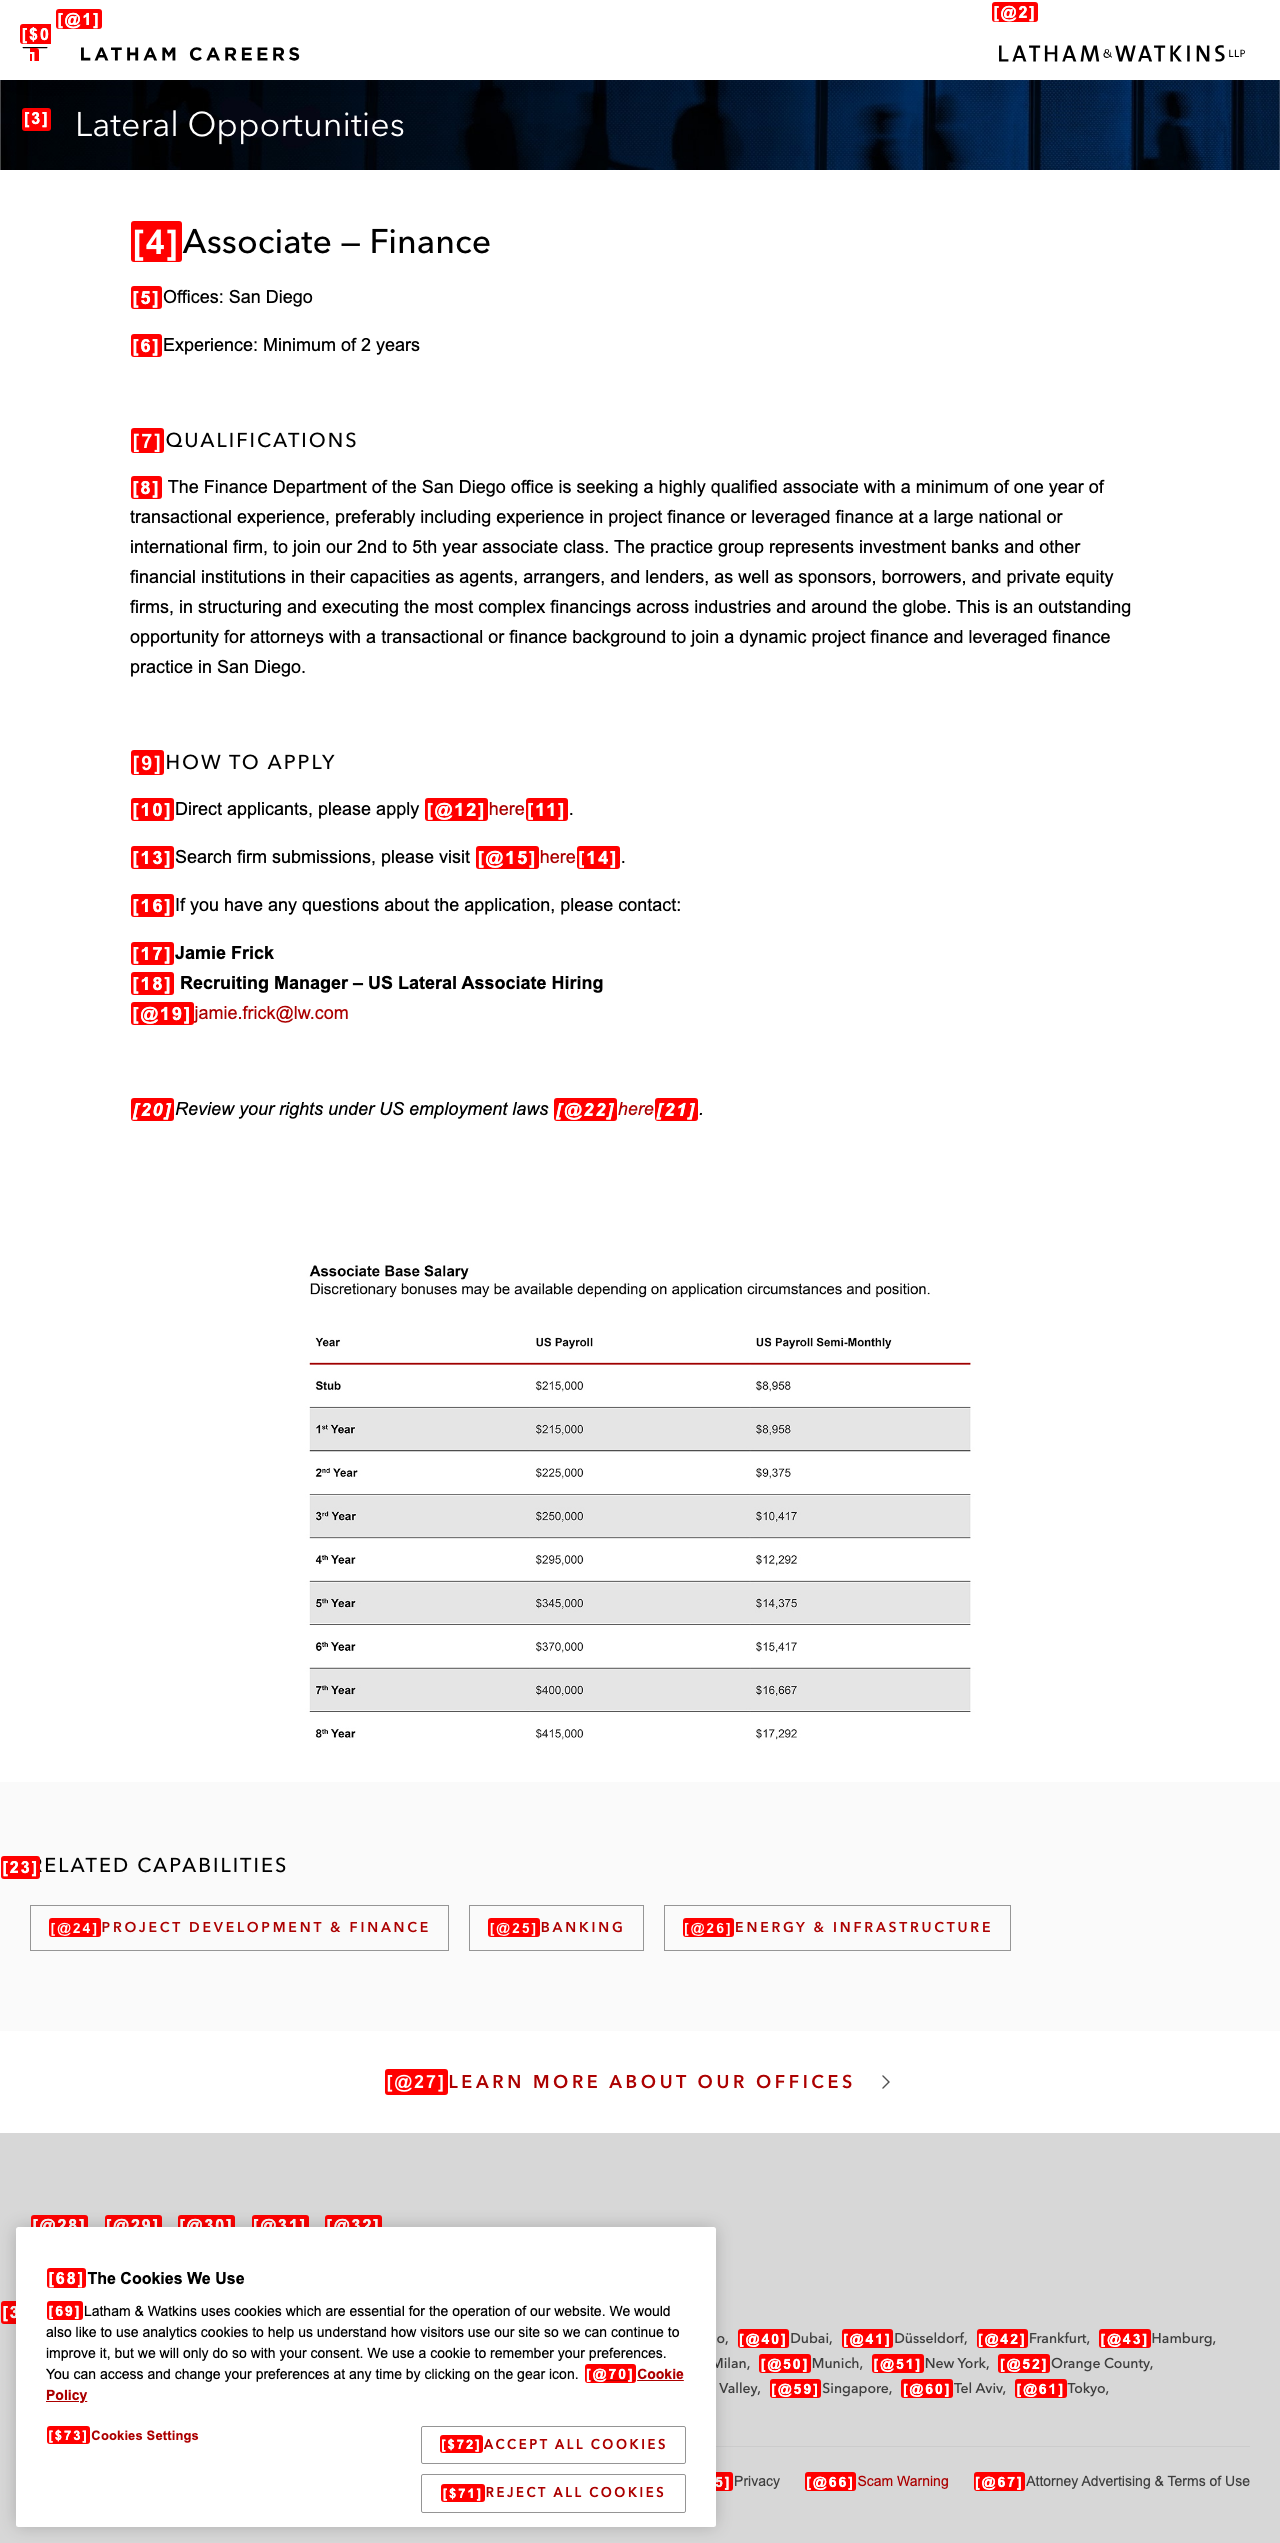 [$0
[@1]
[@2]
LATHAM CAREERS
LATHAM&WATKINS LLP
[3] Lateral Opportunities
[4]Associate – Finance
[5]Offices: San Diego
[6]Experience: Minimum of 2 years
[7]QUALIFICATIONS
[8] The Finance Department of the San Diego office is seeking a highly qualified associate with a minimum of one year of
transactional experience, preferably including experience in project finance or leveraged finance at a large national or
international firm, to join our 2nd to 5th year associate class. The practice group represents investment banks and other
financial institutions in their capacities as agents, arrangers, and lenders, as well as sponsors, borrowers, and private equity
firms, in structuring and executing the most complex financings across industries and around the globe. This is an outstanding
opportunity for attorneys with a transactional or finance background to join a dynamic project finance and leveraged finance
practice in San Diego.
[9]HOW TO APPLY
[10]Direct applicants, please apply [@12]here[11].
[13]Search firm submissions, please visit [@15]here[14].
[16]If you have any questions about the application, please contact:
[17]Jamie Frick
[18] Recruiting Manager – US Lateral Associate Hiring
[@19]jamie.frick@lw.com
[20]Review your rights under US employment laws [@22]here[21].
Associate Base Salary
Discretionary bonuses may be available depending on application circumstances and position.
Year US Payroll US Payroll Semi-Monthly
Stub $215,000 $8,958
1st Year $215,000 $8,958
2nd Year $225,000 $9,375
3rd Year $250,000 $10,417
4th Year $295,000 $12,292
5th Year $345,000 $14,375
6th Year $370,000 $15,417
7th Year $400,000 $16,667
8th Year $415,000 $17,292
[23]ELATED CAPABILITIES
[@24]PROJECT DEVELOPMENT & FINANCE [@25]BANKING [@26]ENERGY & INFRASTRUCTURE
[@27]LEARN MORE ABOUT OUR OFFICES
[@28] [@29] [@30] [@31] [@32]
[68]The Cookies We Use
[69]Latham & Watkins uses cookies which are essential for the operation of our website. We would
also like to use analytics cookies to help us understand how visitors use our site so we can continue to
improve it, but we will only do so with your consent. We use a cookie to remember your preferences.
You can access and change your preferences at any time by clicking on the gear icon. [@70]Cookie
Policy
[$73]Cookies Settings
[$72]ACCEPT ALL COOKIES
[$71]REJECT ALL COOKIES
o, [@40]Dubai, [@41]Düsseldorf, [@42]Frankfurt, [@43]Hamburg,
Milan, [@50]Munich, [@51]New York, [@52]Orange County,
Valley, [@59]Singapore, [@60]Tel Aviv, [@61]Tokyo,
5]Privacy [@66]Scam Warning [@67]Attorney Advertising & Terms of Use